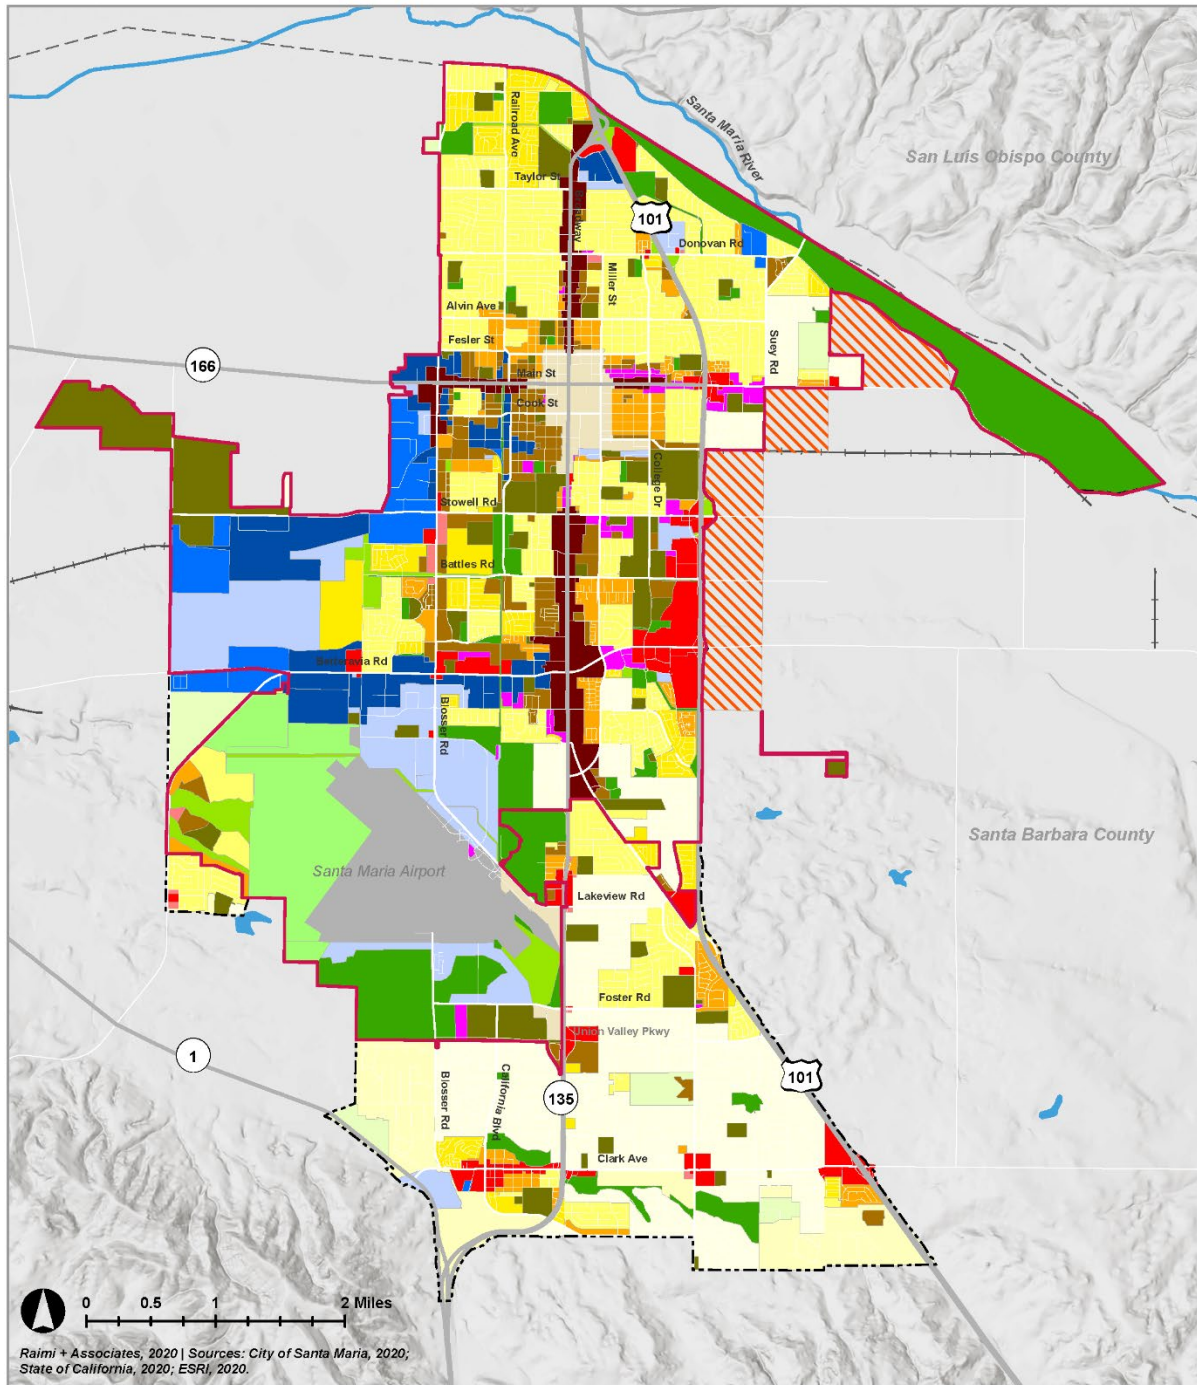 Railroad Ave
Santa Maria River
San Luis Obispo County
Taylor St
101
Broadway
Donovan Rd
Miller St
Alvin Ave
Fesler St
Suey Rd
166
Main St
Cook St
College Dr
Stowell Rd
Battles Rd
Betteravia Rd
Blosser Rd
Santa Barbara County
Santa Maria Airport
Lakeview Rd
Foster Rd
Union Valley Pkwy
1
101
Blosser Rd
California Blvd
135
Clark Ave
0 0.5 1 2 Miles
Raimi + Associates, 2020 | Sources: City of Santa Maria, 2020;
State of California, 2020; ESRI, 2020.